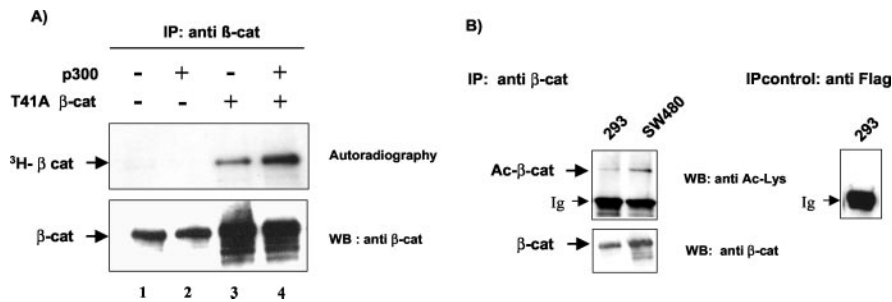 A)
IP: anti ß-cat
p300 - + - +
T41A β-cat - - + +
³H- β cat
Autoradiography
β-cat
WB : anti β-cat
1 2 3 4
B)
IP: anti β-cat
IPcontrol: anti Flag
293 SW480
293
Ac-β-cat
WB: anti Ac-Lys
Ig
Ig
β-cat
WB: anti β-cat